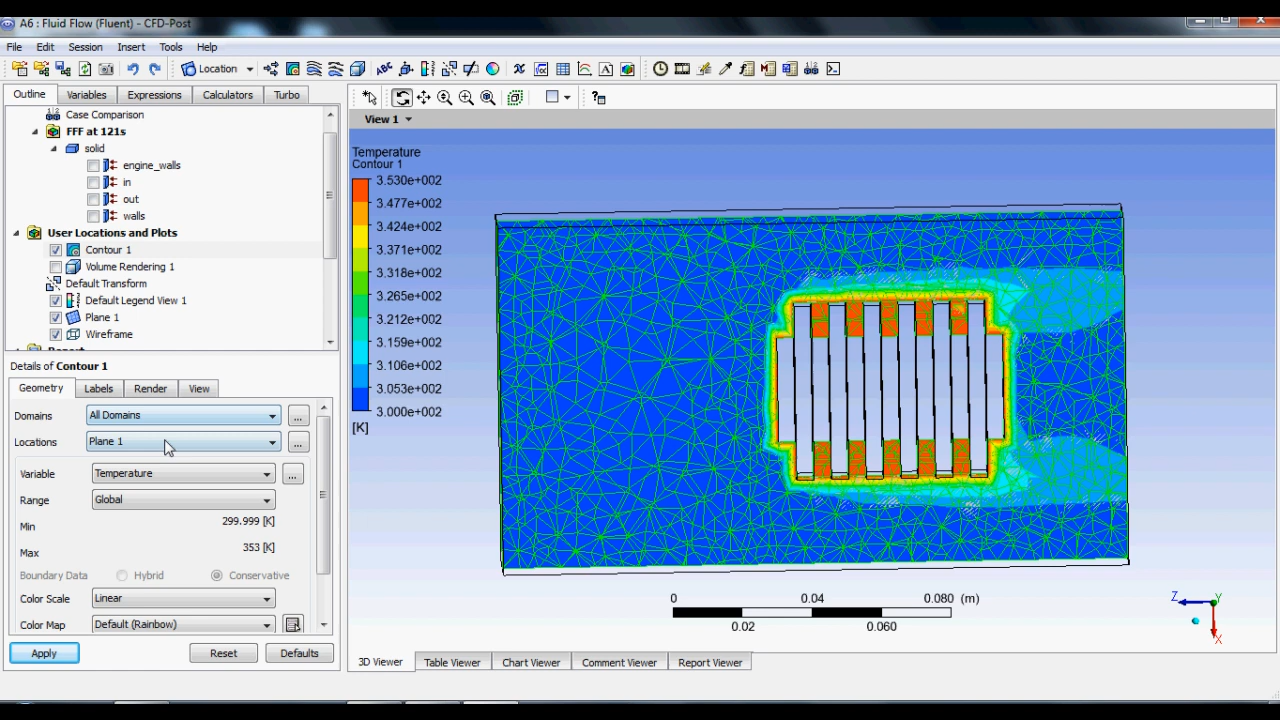 A6 : Fluid Flow (Fluent) - CFD-Post
File Edit Session Insert Tools Help
Location
Outline Variables Expressions Calculators Turbo
Case Comparison
FFF at 121s
solid
engine_walls
in
out
walls
User Locations and Plots
Contour 1
Volume Rendering 1
Default Transform
Default Legend View 1
Plane 1
Wireframe
Details of Contour 1
Geometry Labels Render View
Domains All Domains ...
Locations Plane 1 ...
Variable Temperature ...
Range Global
Min 299.999 [K]
Max 353 [K]
Boundary Data Hybrid Conservative
Color Scale Linear
Color Map Default (Rainbow)
Apply Reset Defaults
View 1
Temperature
Contour 1
3.530e+002
3.477e+002
3.424e+002
3.371e+002
3.318e+002
3.265e+002
3.212e+002
3.159e+002
3.106e+002
3.053e+002
3.000e+002
[K]
0 0.04 0.080 (m)
0.02 0.060
Z Y
X
3D Viewer Table Viewer Chart Viewer Comment Viewer Report Viewer